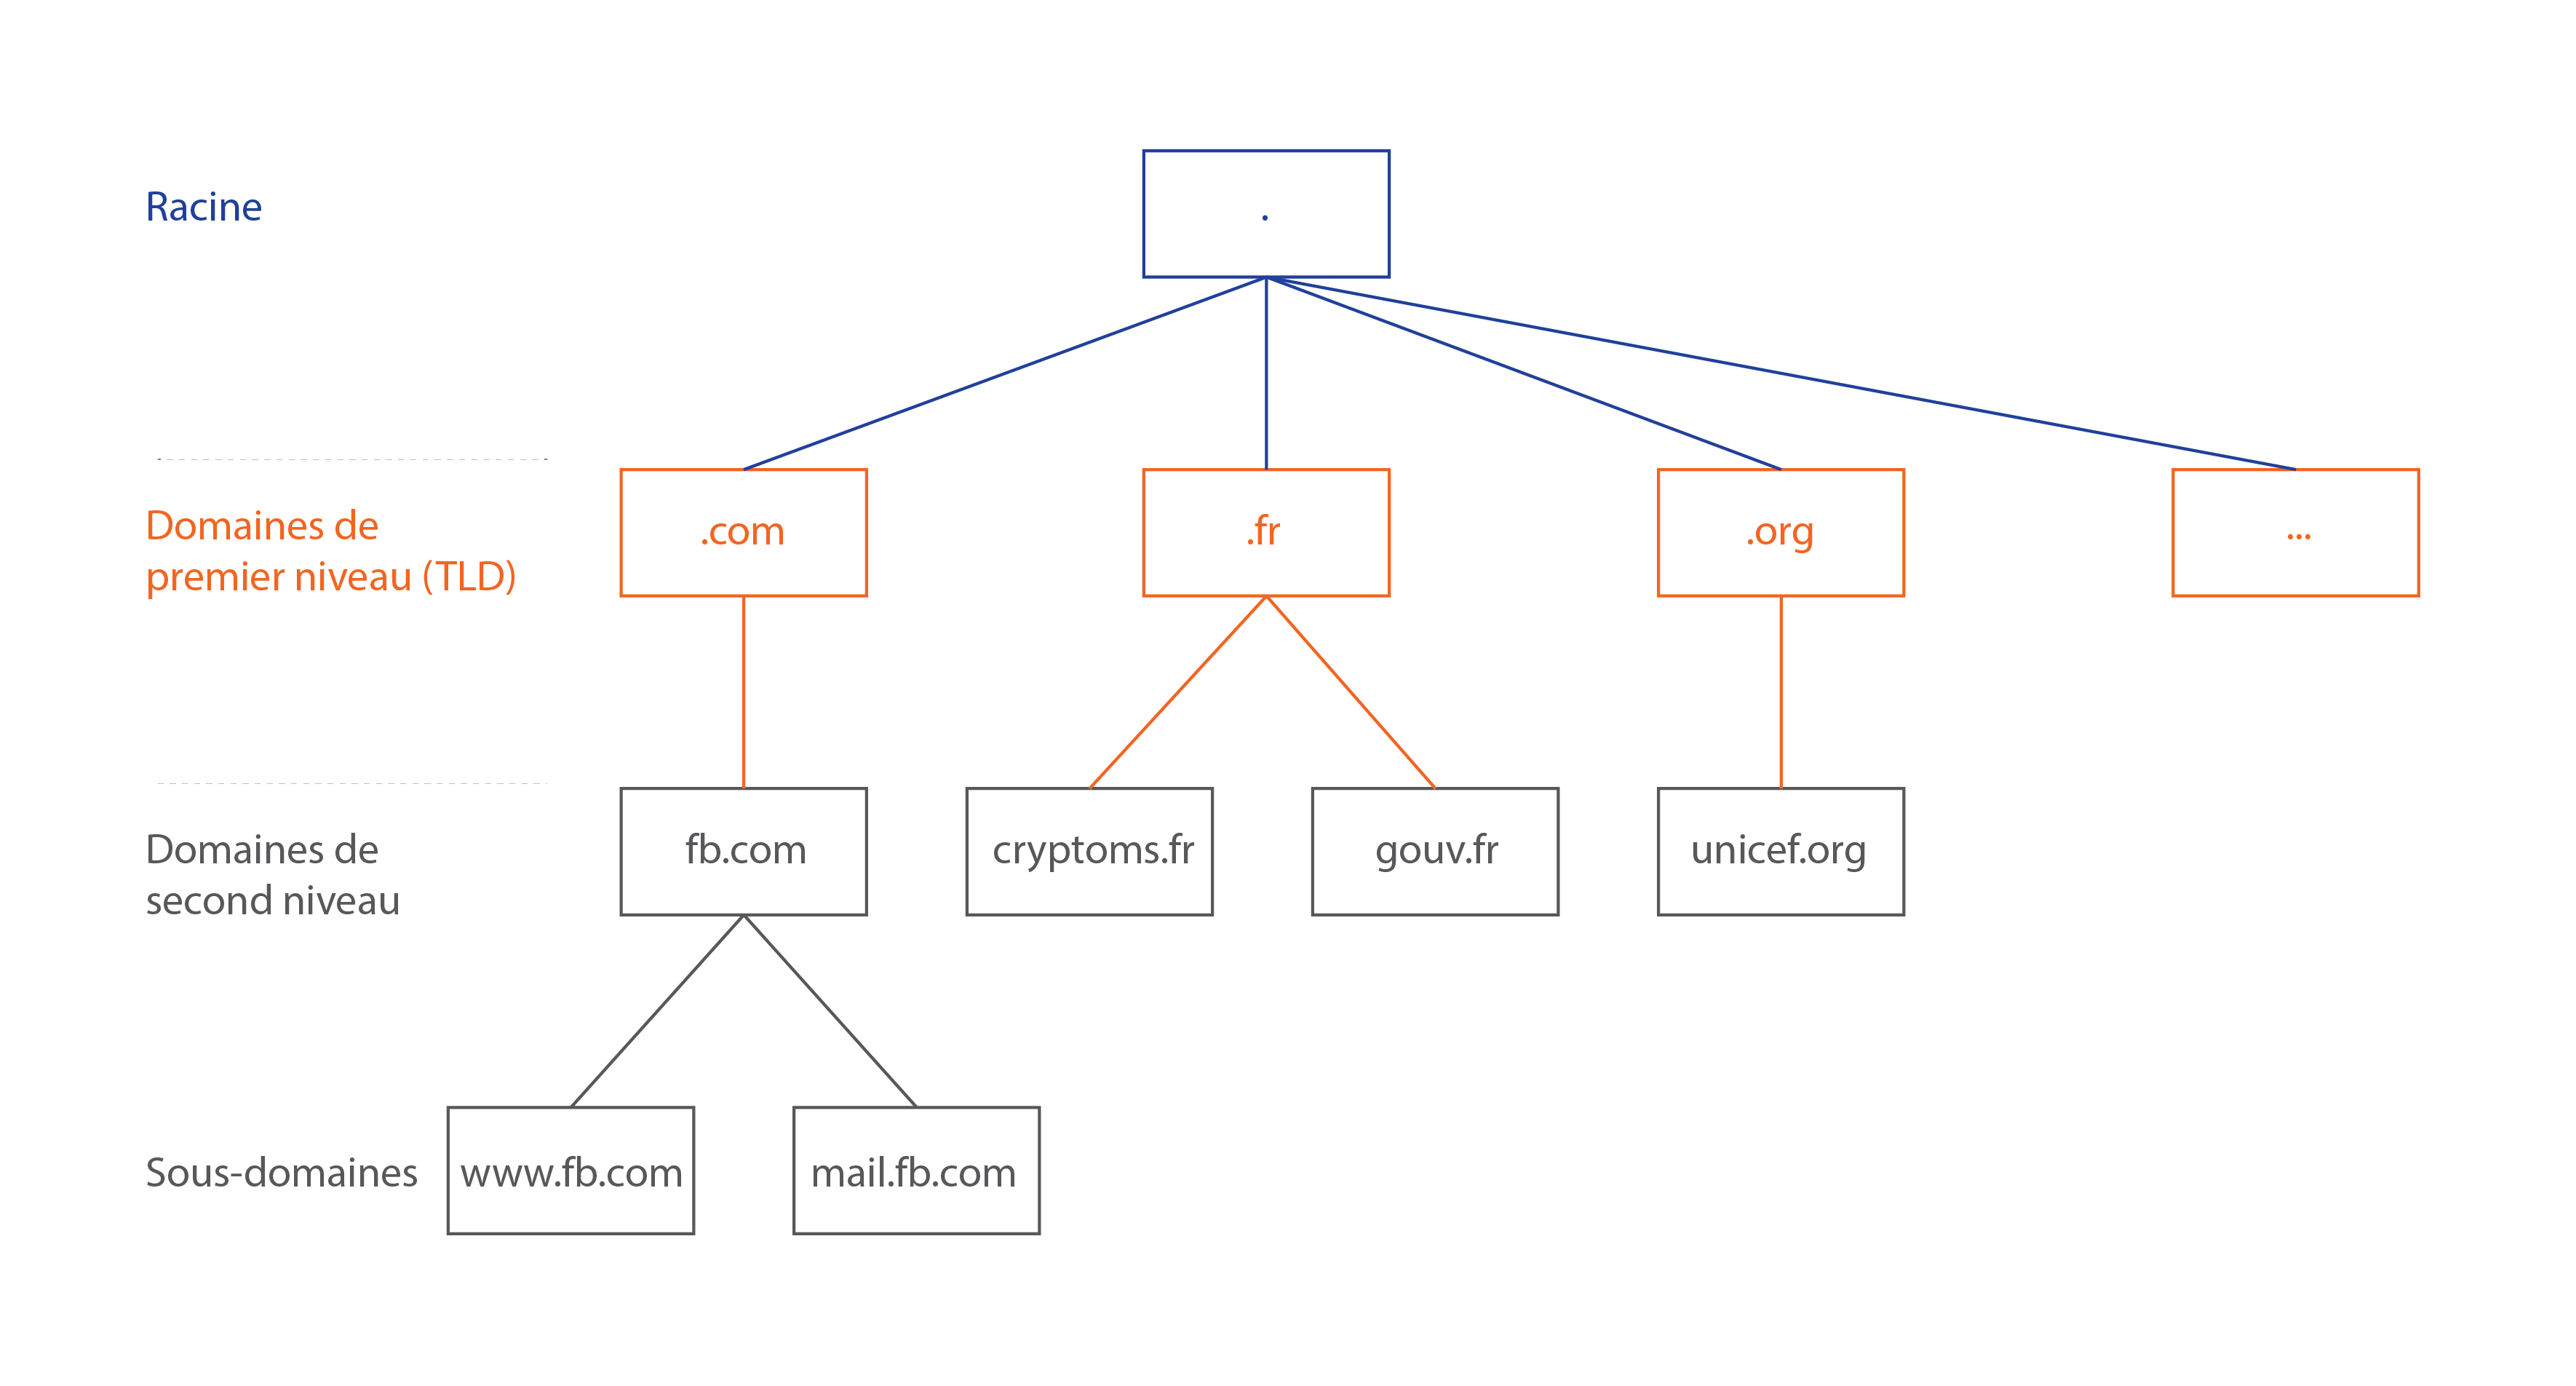 Racine
.
Domaines de
premier niveau (TLD)
.com
.fr
.org
...
Domaines de
second niveau
fb.com
cryptoms.fr
gouv.fr
unicef.org
Sous-domaines
www.fb.com
mail.fb.com